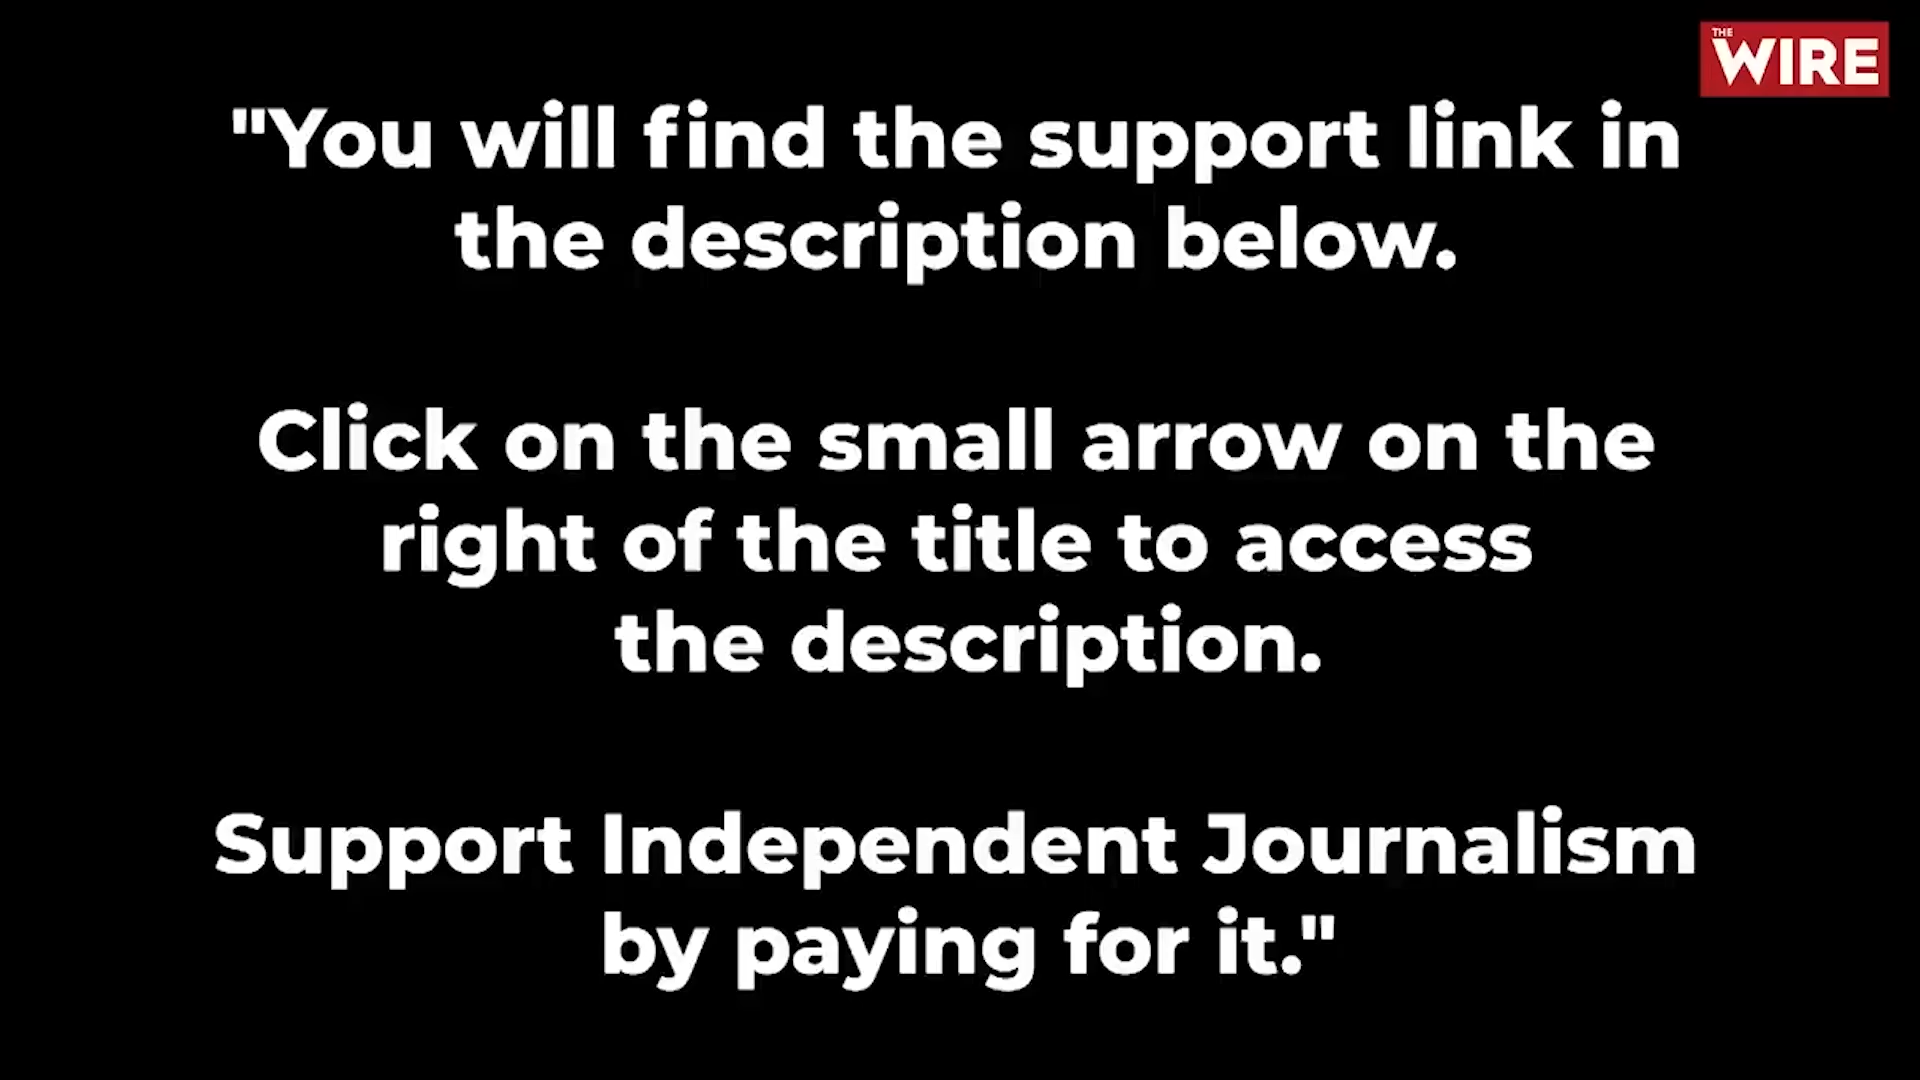 THE
WIRE
"You will find the support link in
the description below.
Click on the small arrow on the
right of the title to access
the description.
Support Independent Journalism
by paying for it."